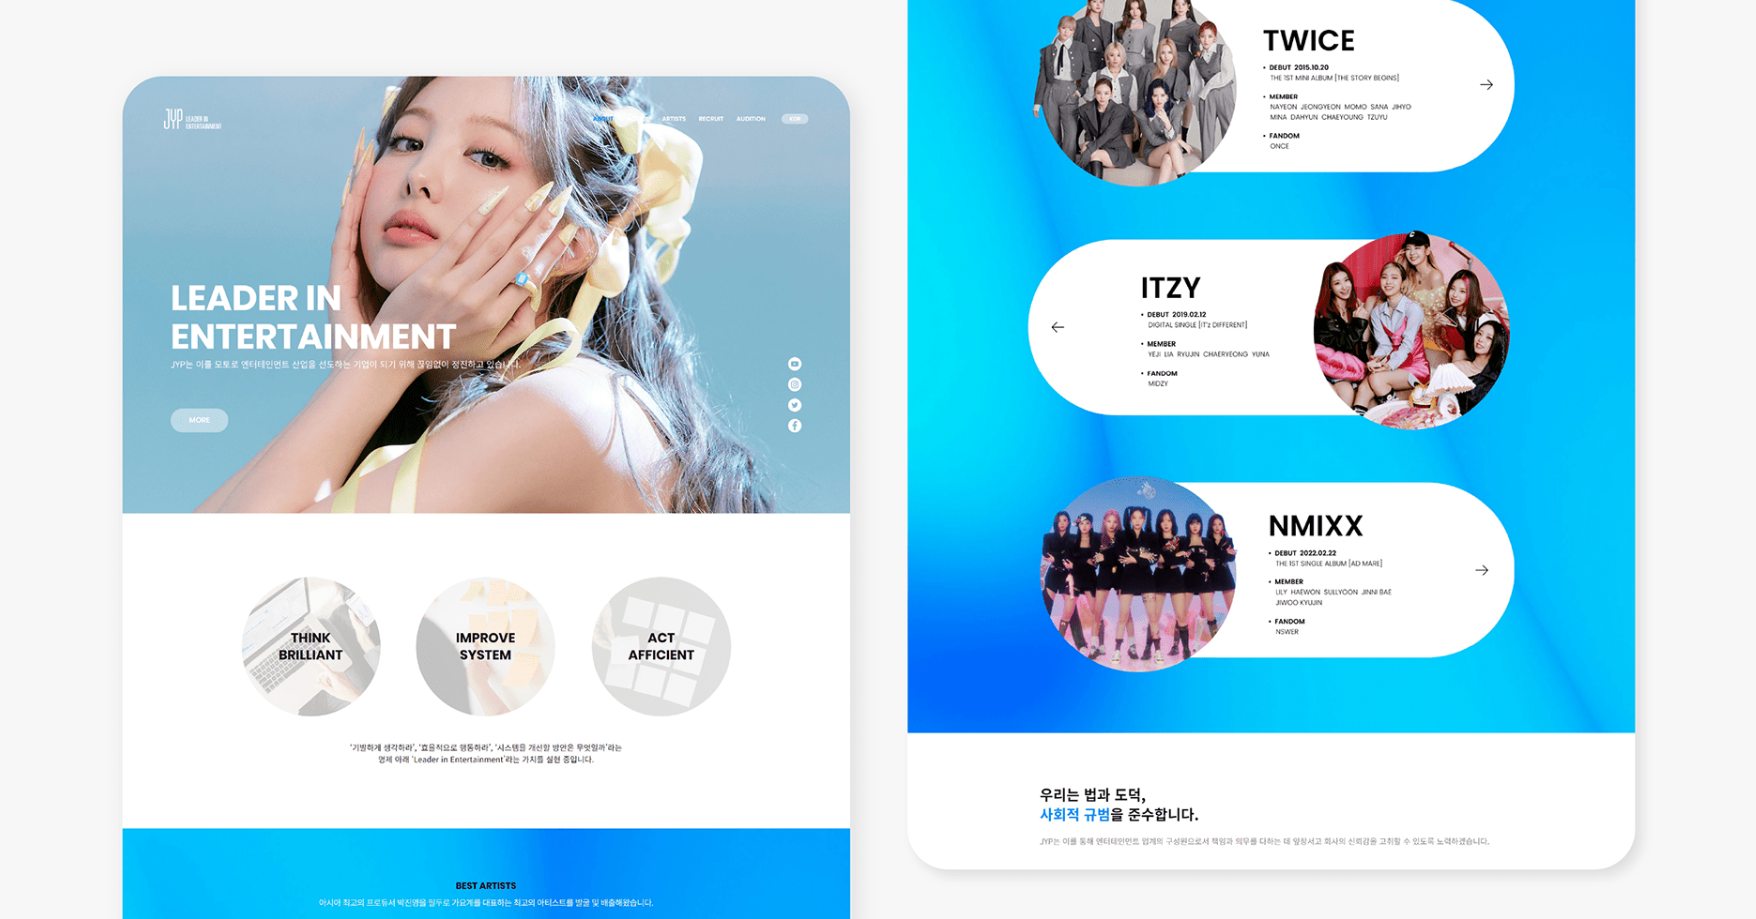 JYP LEADER IN
ENTERTAINMENT
ABOUT
ARTISTS
RECRUIT
AUDITION
KOR
LEADER IN
ENTERTAINMENT
JYP는 이를 모토로 엔터테인먼트 산업을 선도하는 기업이 되기 위해 끊임없이 정진하고 있습니다.
MORE
THINK
BRILLIANT
IMPROVE
SYSTEM
ACT
AFFICIENT
'기발하게 생각하라', '효율적으로 행동하라', '시스템을 개선할 방안은 무엇일까'라는
명제 아래 'Leader in Entertainment'라는 가치를 실현 중입니다.
BEST ARTISTS
아시아 최고의 프로듀서 박진영을 필두로 가요계를 대표하는 최고의 아티스트를 발굴 및 배출해왔습니다.
TWICE
• DEBUT 2015.10.20
THE 1ST MINI ALBUM [THE STORY BEGINS]
• MEMBER
NAYEON JEONGYEON MOMO SANA JIHYO
MINA DAHYUN CHAEYOUNG TZUYU
• FANDOM
ONCE
ITZY
• DEBUT 2019.02.12
DIGITAL SINGLE [IT'z DIFFERENT]
• MEMBER
YEJI LIA RYUJIN CHAERYEONG YUNA
• FANDOM
MIDZY
NMIXX
• DEBUT 2022.02.22
THE 1ST SINGLE ALBUM [AD MARE]
• MEMBER
LILY HAEWON SULLYOON JINNI BAE
JIWOO KYUJIN
• FANDOM
NSWER
우리는 법과 도덕,
사회적 규범을 준수합니다.
JYP는 이를 통해 엔터테인먼트 업계의 구성원으로서 책임과 의무를 다하는 데 앞장서고 회사의 신뢰감을 고취할 수 있도록 노력하겠습니다.